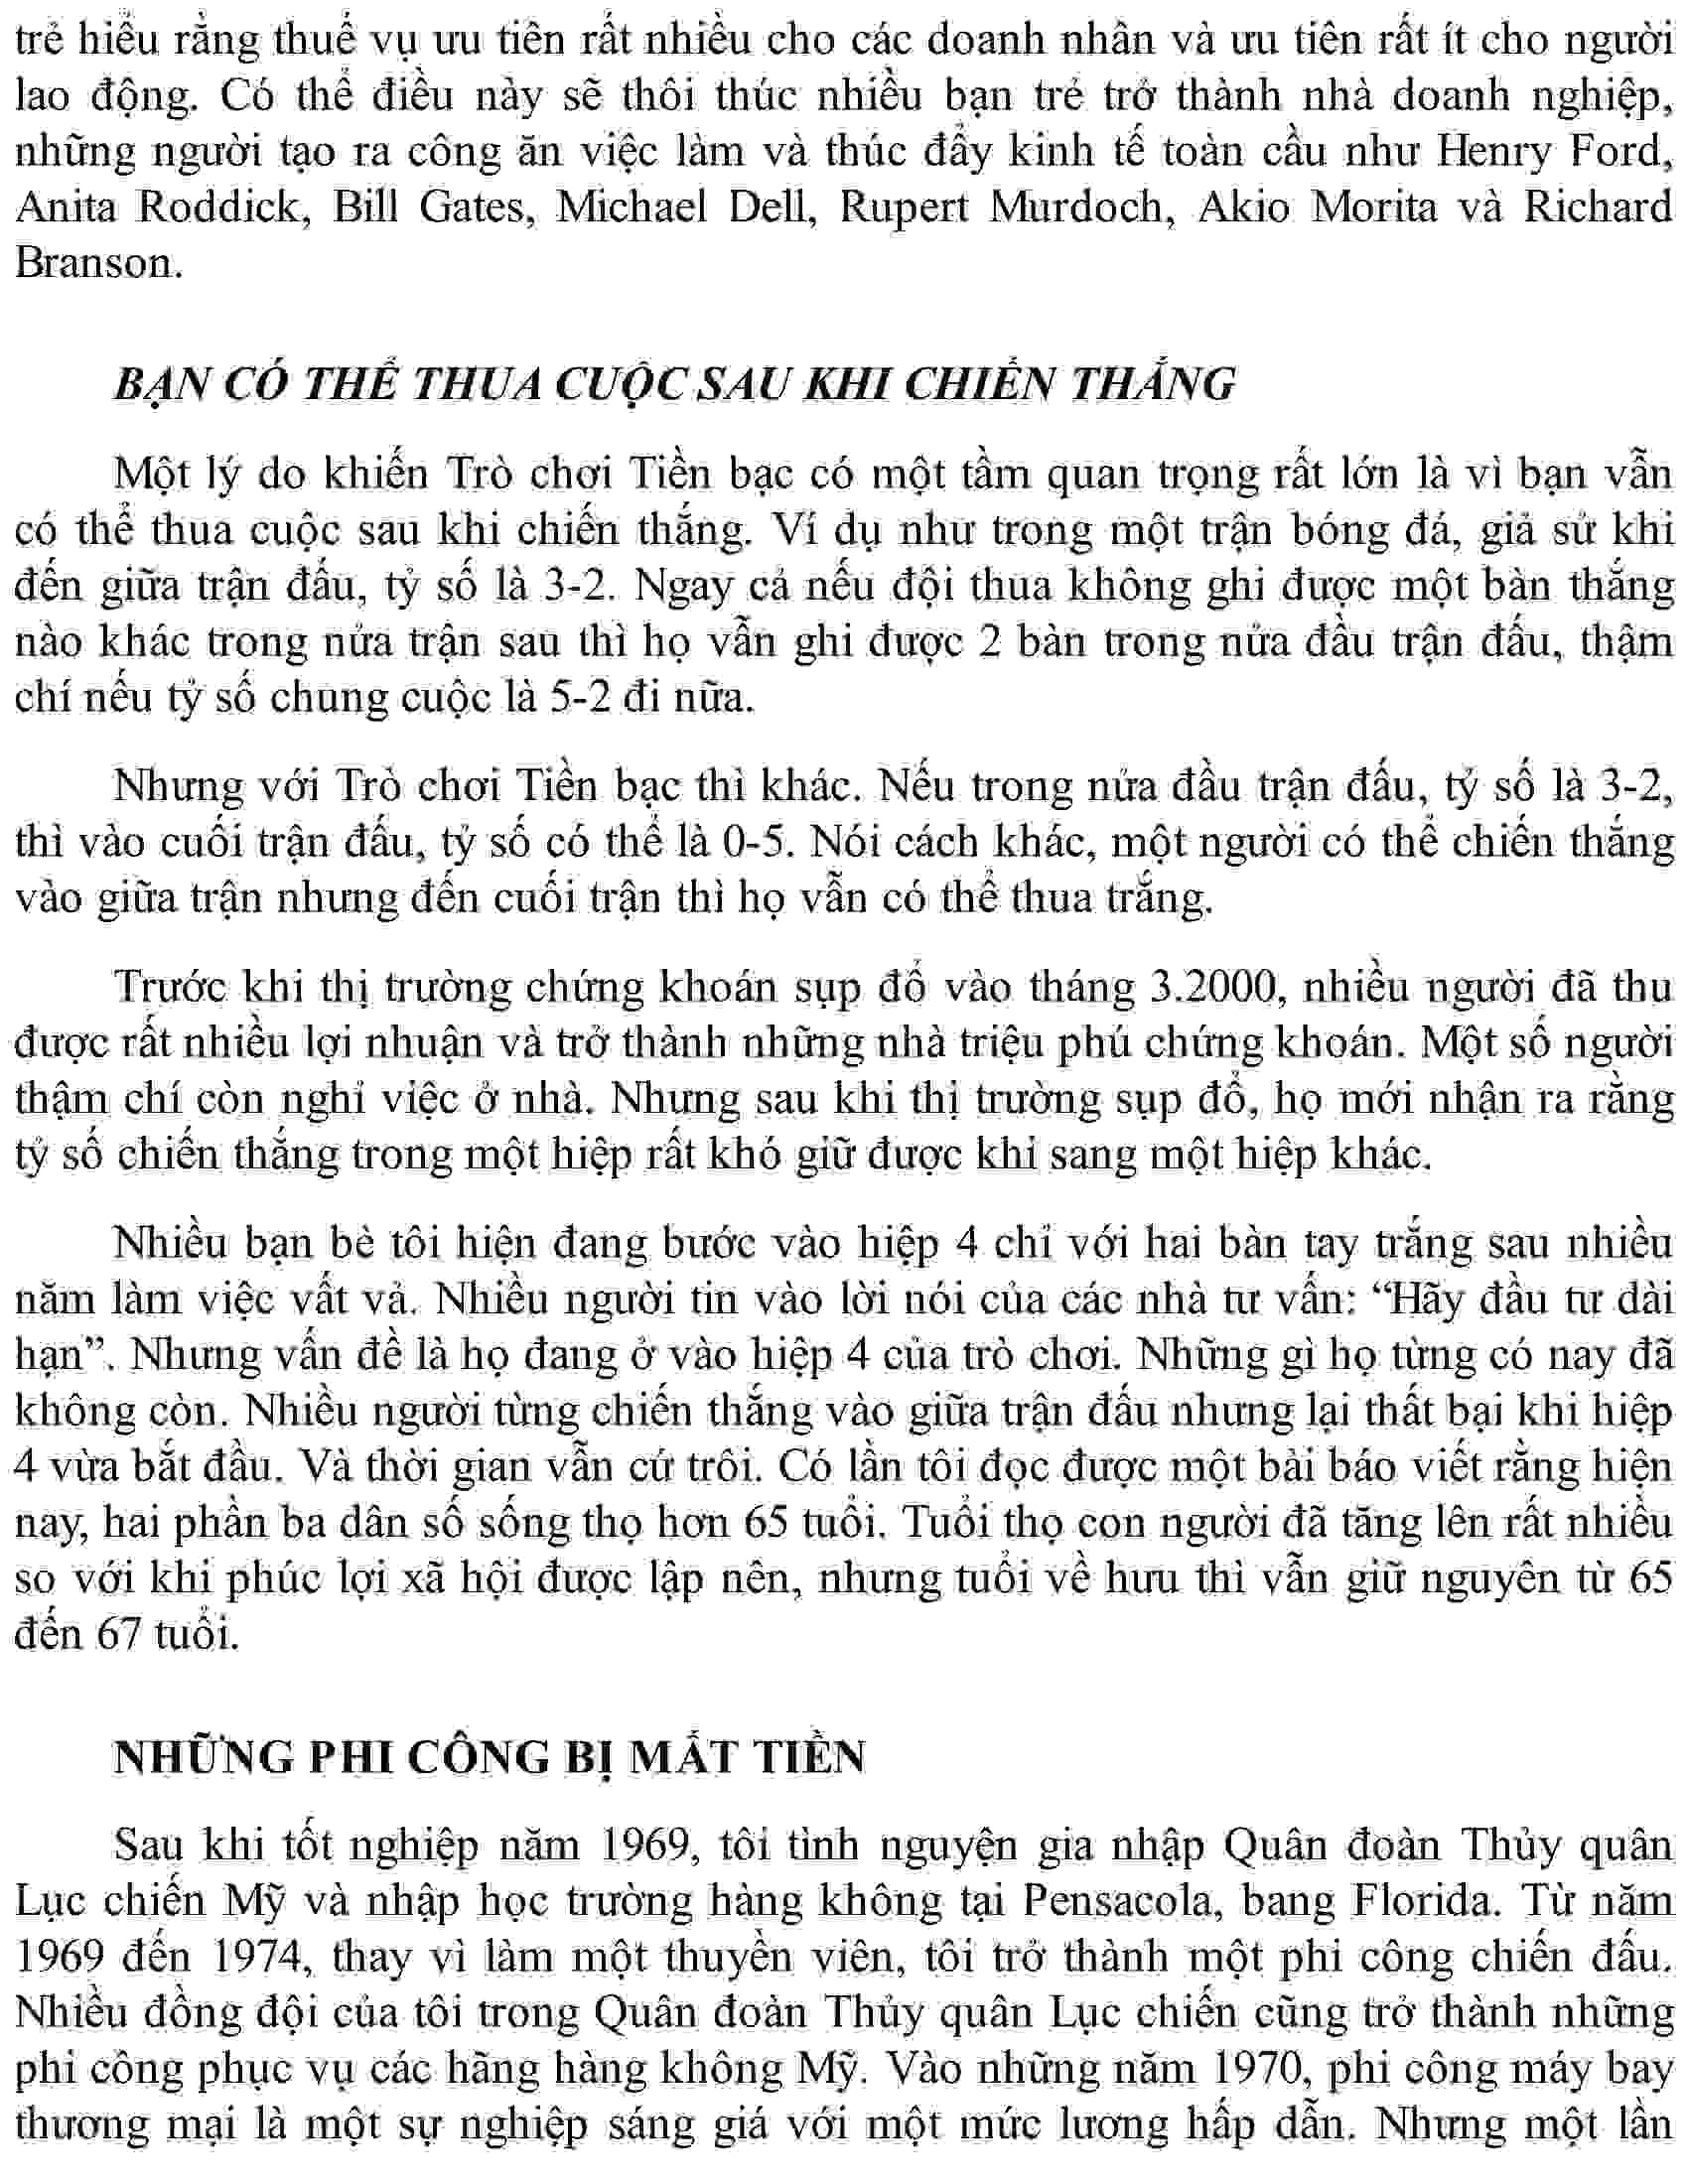 trẻ hiểu rằng thuế vụ ưu tiên rất nhiều cho các doanh nhân và ưu tiên rất ít cho người
lao động. Có thể điều này sẽ thôi thúc nhiều bạn trẻ trở thành nhà doanh nghiệp,
những người tạo ra công ăn việc làm và thúc đẩy kinh tế toàn cầu như Henry Ford,
Anita Roddick, Bill Gates, Michael Dell, Rupert Murdoch, Akio Morita và Richard
Branson.
BẠN CÓ THỂ THUA CUỘC SAU KHI CHIẾN THẮNG
Một lý do khiến Trò chơi Tiền bạc có một tầm quan trọng rất lớn là vì bạn vẫn
có thể thua cuộc sau khi chiến thắng. Ví dụ như trong một trận bóng đá, giả sử khi
đến giữa trận đấu, tỷ số là 3-2. Ngay cả nếu đội thua không ghi được một bàn thắng
nào khác trong nửa trận sau thì họ vẫn ghi được 2 bàn trong nửa đầu trận đấu, thậm
chí nếu tỷ số chung cuộc là 5-2 đi nữa.
Nhưng với Trò chơi Tiền bạc thì khác. Nếu trong nửa đầu trận đấu, tỷ số là 3-2,
thì vào cuối trận đấu, tỷ số có thể là 0-5. Nói cách khác, một người có thể chiến thắng
vào giữa trận nhưng đến cuối trận thì họ vẫn có thể thua trắng.
Trước khi thị trường chứng khoán sụp đổ vào tháng 3.2000, nhiều người đã thu
được rất nhiều lợi nhuận và trở thành những nhà triệu phú chứng khoán. Một số người
thậm chí còn nghỉ việc ở nhà. Nhưng sau khi thị trường sụp đổ, họ mới nhận ra rằng
tỷ số chiến thắng trong một hiệp rất khó giữ được khi sang một hiệp khác.
Nhiều bạn bè tôi hiện đang bước vào hiệp 4 chỉ với hai bàn tay trắng sau nhiều
năm làm việc vất vả. Nhiều người tin vào lời nói của các nhà tư vấn: “Hãy đầu tư dài
hạn”. Nhưng vấn đề là họ đang ở vào hiệp 4 của trò chơi. Những gì họ từng có nay đã
không còn. Nhiều người từng chiến thắng vào giữa trận đấu nhưng lại thất bại khi hiệp
4 vừa bắt đầu. Và thời gian vẫn cứ trôi. Có lần tôi đọc được một bài báo viết rằng hiện
nay, hai phần ba dân số sống thọ hơn 65 tuổi. Tuổi thọ con người đã tăng lên rất nhiều
so với khi phúc lợi xã hội được lập nên, nhưng tuổi về hưu thì vẫn giữ nguyên từ 65
đến 67 tuổi.
NHỮNG PHI CÔNG BỊ MẤT TIỀN
Sau khi tốt nghiệp năm 1969, tôi tình nguyện gia nhập Quân đoàn Thủy quân
Lục chiến Mỹ và nhập học trường hàng không tại Pensacola, bang Florida. Từ năm
1969 đến 1974, thay vì làm một thuyền viên, tôi trở thành một phi công chiến đấu.
Nhiều đồng đội của tôi trong Quân đoàn Thủy quân Lục chiến cũng trở thành những
phi công phục vụ các hãng hàng không Mỹ. Vào những năm 1970, phi công máy bay
thương mại là một sự nghiệp sáng giá với một mức lương hấp dẫn. Nhưng một lần